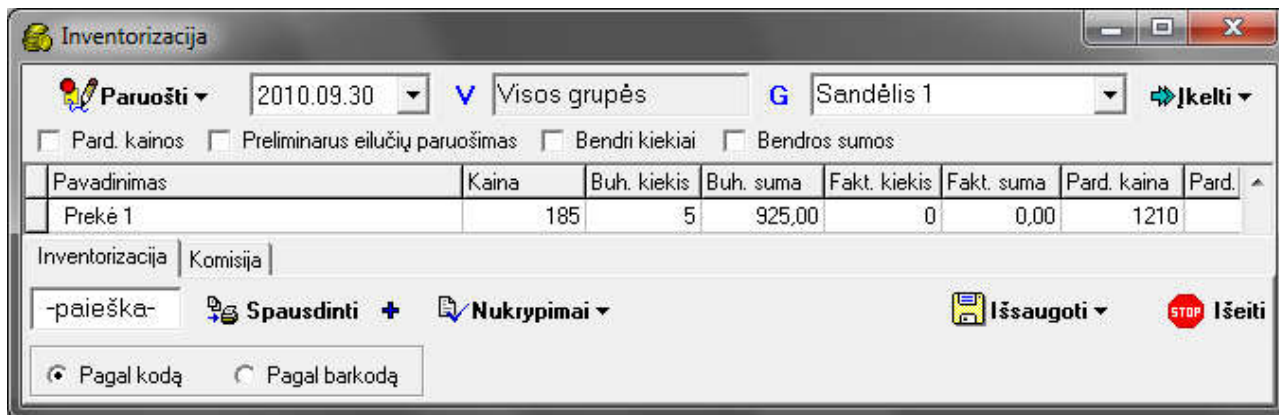 Inventorizacija
Paruošti 2010.09.30 V Visos grupės G Sandėlis 1 Įkelti
Pard. kainos Preliminarus eilučių paruošimas Bendri kiekiai Bendros sumos
Pavadinimas Kaina Buh. kiekis Buh. suma Fakt. kiekis Fakt. suma Pard. kaina Pard.
Prekė 1 185 5 925,00 0 0,00 1210
Inventorizacija Komisija
-paieška- Spausdinti + Nukrypimai Išsaugoti STOP Išeiti
Pagal kodą Pagal barkodą